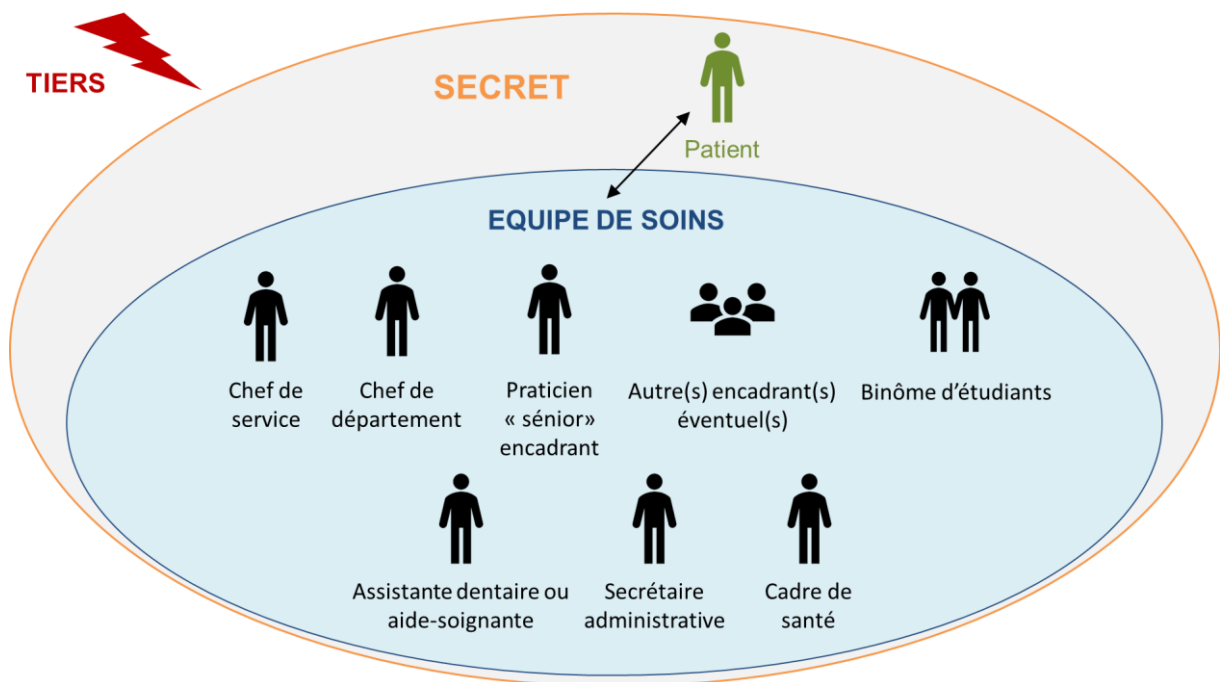 TIERS
SECRET
Patient
EQUIPE DE SOINS
Chef de
service
Chef de
département
Praticien
« sénior»
encadrant
Autre(s) encadrant(s)
éventuel(s)
Binôme d’étudiants
Assistante dentaire ou
aide-soignante
Secrétaire
administrative
Cadre de
santé